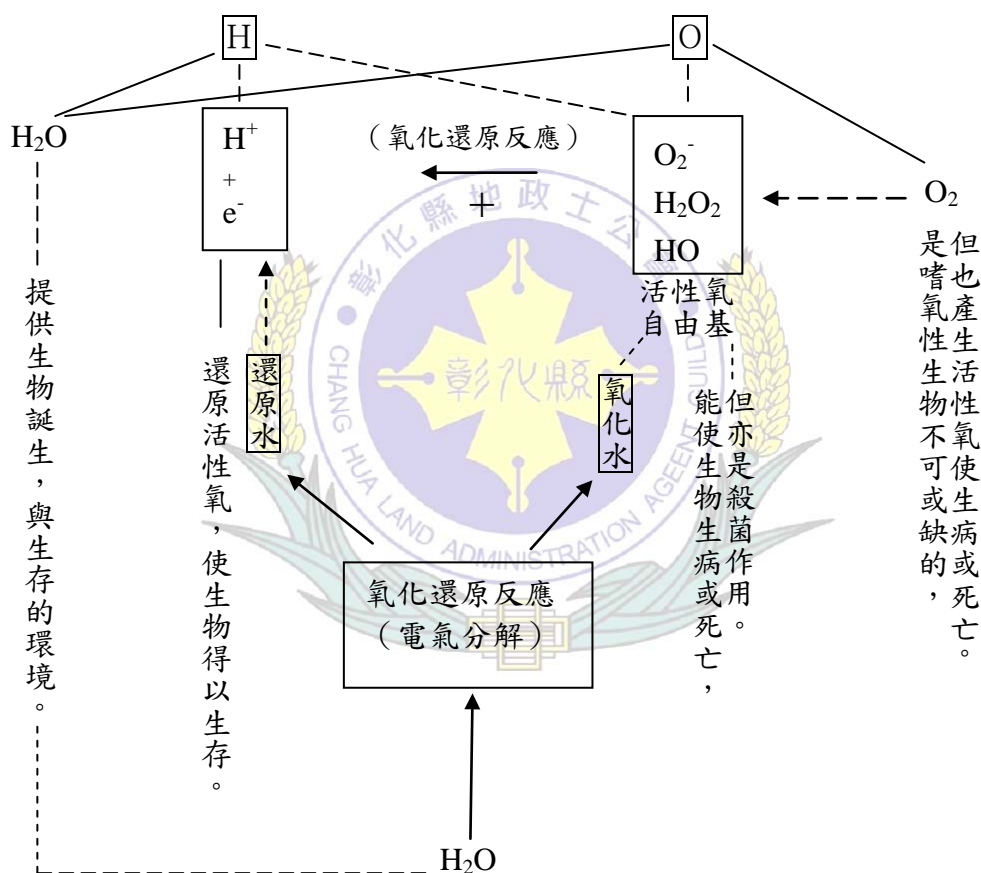 H
O
H₂O
H⁺
+
e⁻
（氧化還原反應）
+
O₂⁻
H₂O₂
HO
O₂
活性氧
自由基
是嗜氧性生物不可或缺的，
但也產生活性氧使生病或死亡。
提供生物誕生，與生存的環境。
還原活性氧，使生物得以生存。
還原水
氧化水
能使生物生病或死亡，
但亦是殺菌作用。
氧化還原反應
（電氣分解）
H₂O
彰化縣地政士公會
彰化縣
CHANG HUA LAND ADMINISTRATION AGEENT GUILD